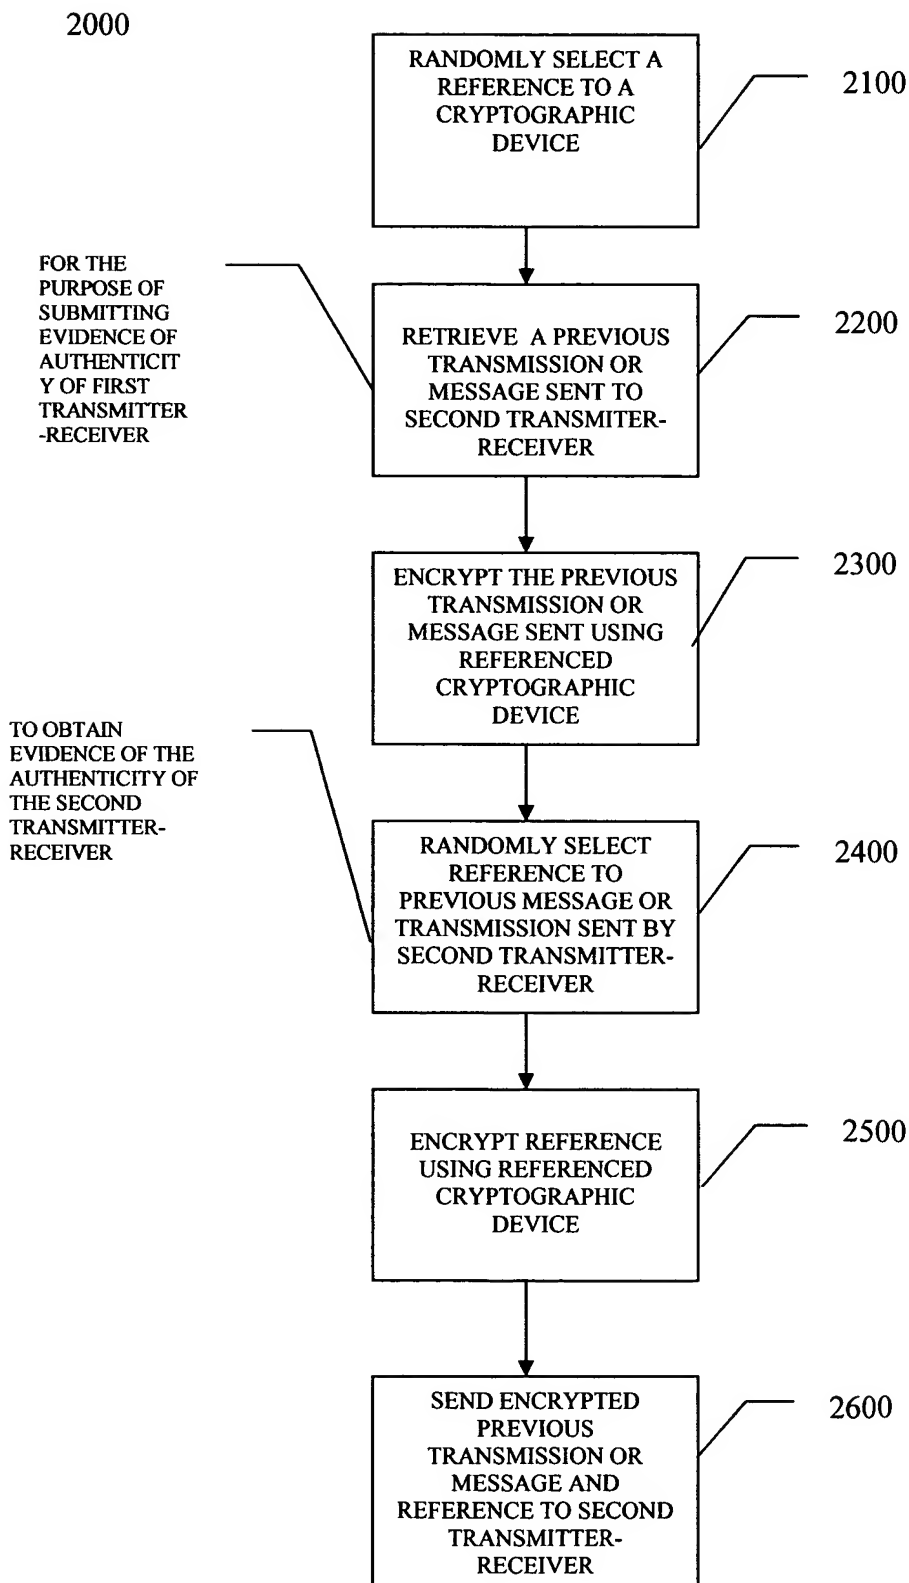 2000
RANDOMLY SELECT A
REFERENCE TO A
CRYPTOGRAPHIC
DEVICE
2100
FOR THE
PURPOSE OF
SUBMITTING
EVIDENCE OF
AUTHENTICIT
Y OF FIRST
TRANSMITTER
-RECEIVER
RETRIEVE A PREVIOUS
TRANSMISSION OR
MESSAGE SENT TO
SECOND TRANSMITER-
RECEIVER
2200
ENCRYPT THE PREVIOUS
TRANSMISSION OR
MESSAGE SENT USING
REFERENCED
CRYPTOGRAPHIC
DEVICE
2300
TO OBTAIN
EVIDENCE OF THE
AUTHENTICITY OF
THE SECOND
TRANSMITTER-
RECEIVER
RANDOMLY SELECT
REFERENCE TO
PREVIOUS MESSAGE OR
TRANSMISSION SENT BY
SECOND TRANSMITTER-
RECEIVER
2400
ENCRYPT REFERENCE
USING REFERENCED
CRYPTOGRAPHIC
DEVICE
2500
SEND ENCRYPTED
PREVIOUS
TRANSMISSION OR
MESSAGE AND
REFERENCE TO SECOND
TRANSMITTER-
RECEIVER
2600